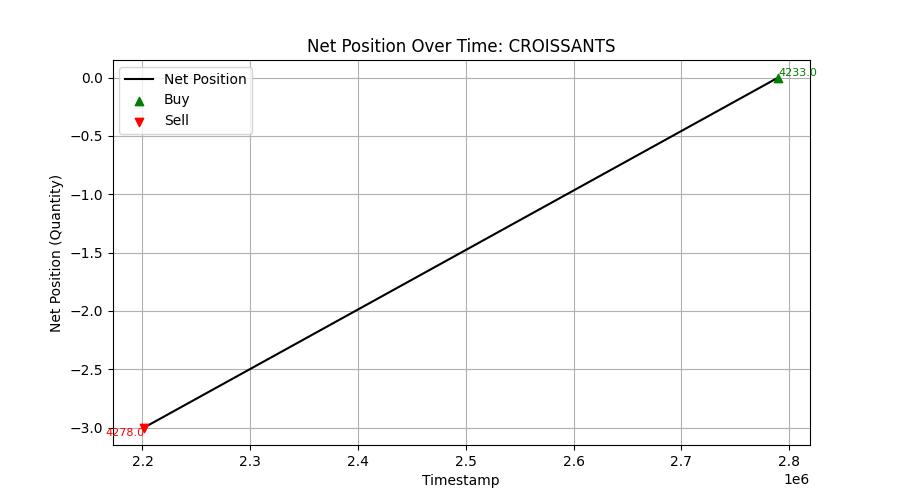 Net Position Over Time: CROISSANTS
Net Position
Buy
Sell
4233.0
4278.0
0.0
−0.5
−1.0
−1.5
−2.0
−2.5
−3.0
Net Position (Quantity)
2.2 2.3 2.4 2.5 2.6 2.7 2.8
1e6
Timestamp